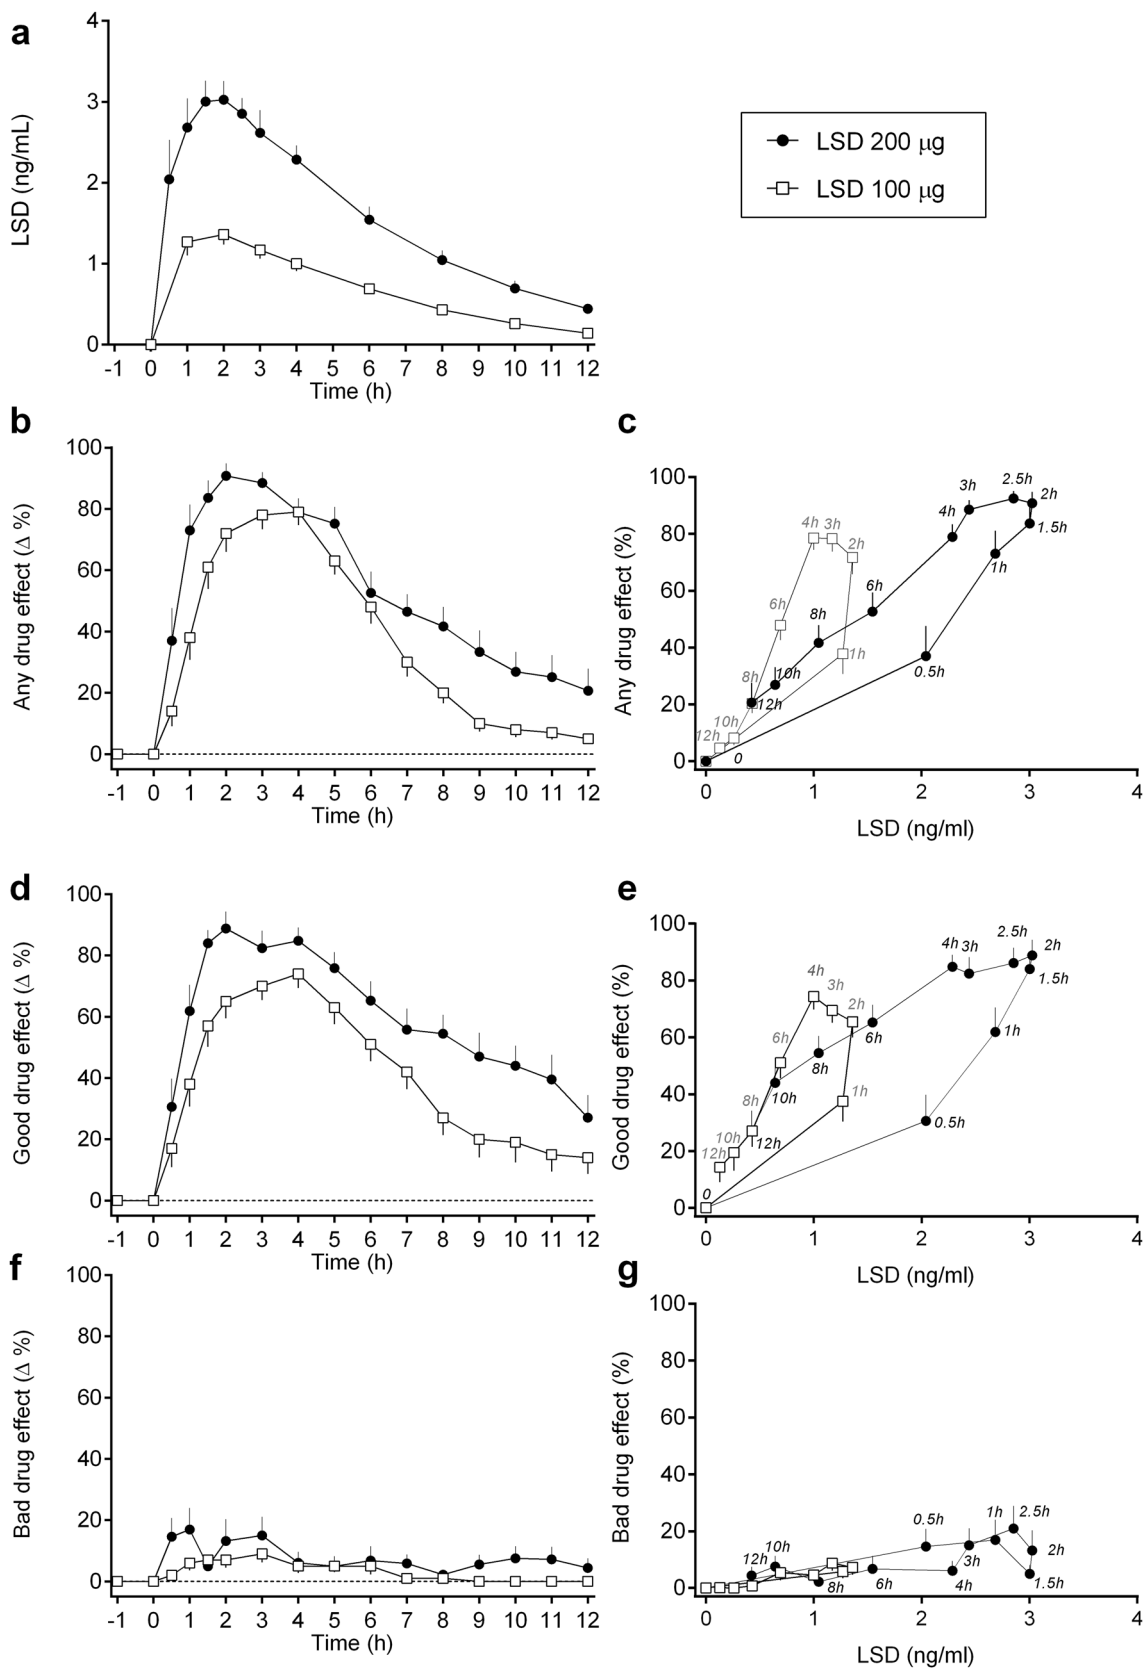 a
4
3
2
1
0
LSD (ng/mL)
-1 0 1 2 3 4 5 6 7 8 9 10 11 12
Time (h)
LSD 200 μg
LSD 100 μg
b
100
80
60
40
20
0
Any drug effect (Δ %)
-1 0 1 2 3 4 5 6 7 8 9 10 11 12
Time (h)
c
100
80
60
40
20
0
Any drug effect (%)
2.5h
3h
2h
4h
1.5h
1h
6h
8h
0.5h
10h
12h
0
4h 3h
2h
6h
1h
8h
10h
12h
0 1 2 3 4
LSD (ng/ml)
d
100
80
60
40
20
0
Good drug effect (Δ %)
-1 0 1 2 3 4 5 6 7 8 9 10 11 12
Time (h)
e
100
80
60
40
20
0
Good drug effect (%)
2.5h
4h 3h
2h
1.5h
1h
6h
8h
10h
0.5h
12h
0
4h
3h
2h
6h
1h
8h
10h
12h
0 1 2 3 4
LSD (ng/ml)
f
100
80
60
40
20
0
Bad drug effect (Δ %)
-1 0 1 2 3 4 5 6 7 8 9 10 11 12
Time (h)
g
100
80
60
40
20
0
Bad drug effect (%)
1h 2.5h
0.5h
10h
2h
12h
3h
8h 6h 4h 1.5h
0 1 2 3 4
LSD (ng/ml)